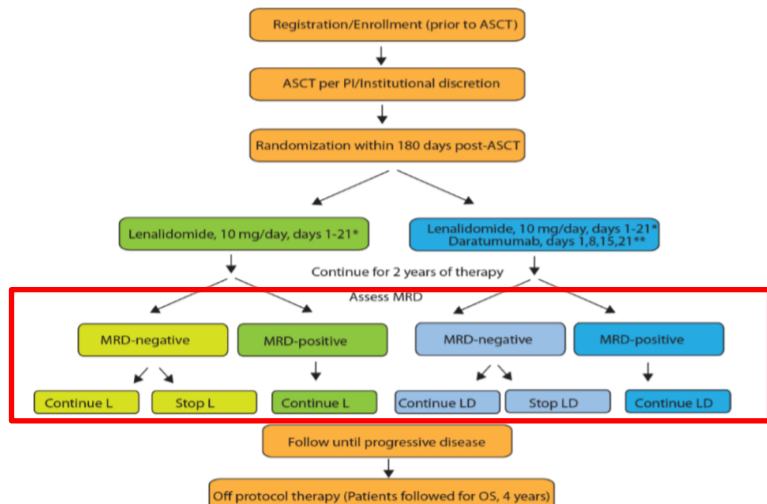 Registration/Enrollment (prior to ASCT)
ASCT per PI/Institutional discretion
Randomization within 180 days post-ASCT
Lenalidomide, 10 mg/day, days 1-21*
Lenalidomide, 10 mg/day, days 1-21*
Daratumumab, days 1,8,15,21**
Continue for 2 years of therapy
Assess MRD
MRD-negative
MRD-positive
MRD-negative
MRD-positive
Continue L
Stop L
Continue L
Continue LD
Stop LD
Continue LD
Follow until progressive disease
Off protocol therapy (Patients followed for OS, 4 years)